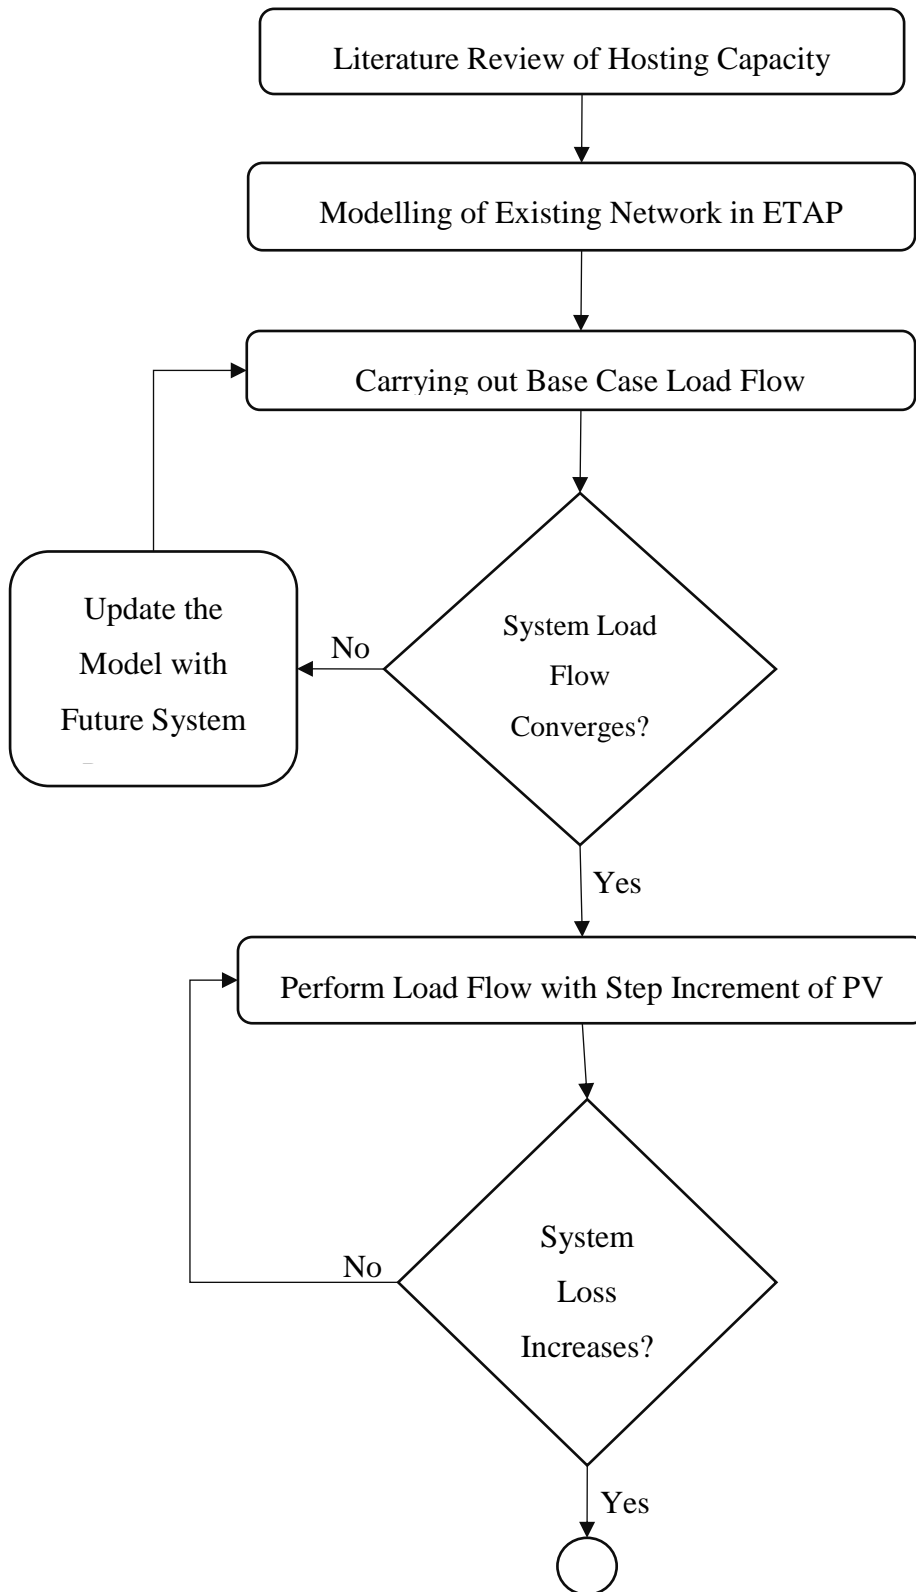 Literature Review of Hosting Capacity
Modelling of Existing Network in ETAP
Carrying out Base Case Load Flow
Update the
Model with
Future System
No
System Load
Flow
Converges?
Yes
Perform Load Flow with Step Increment of PV
No
System
Loss
Increases?
Yes